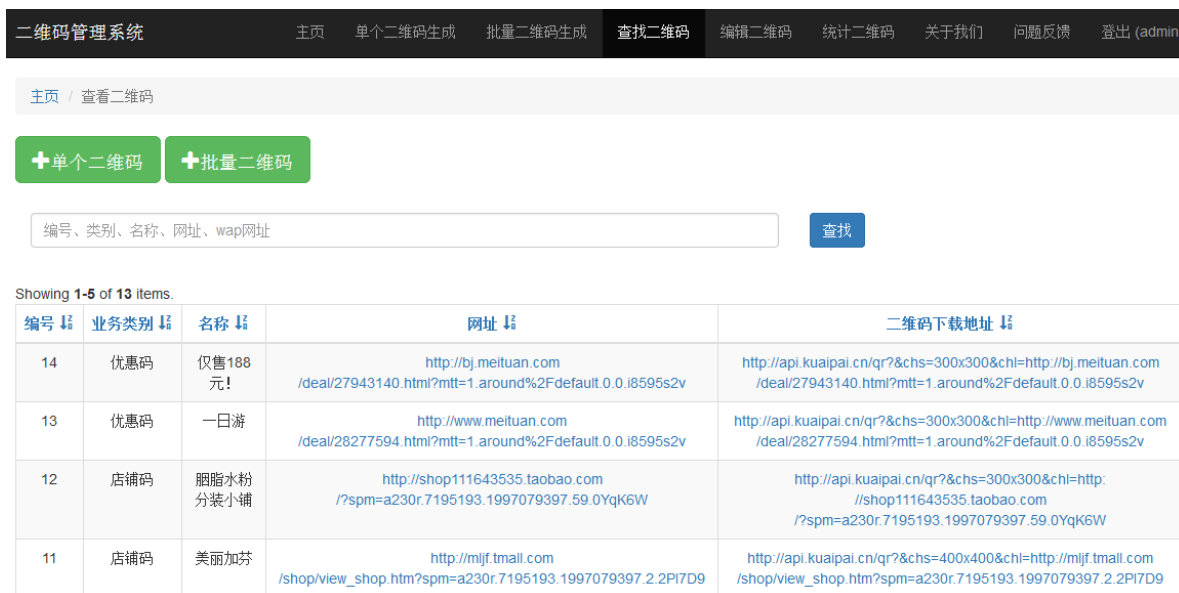 二维码管理系统 主页 单个二维码生成 批量二维码生成 查找二维码 编辑二维码 统计二维码 关于我们 问题反馈 登出 (admin
主页 / 查看二维码
单个二维码 批量二维码
编号、类别、名称、网址、wap网址 查找
Showing 1-5 of 13 items.
编号 业务类别 名称 网址 二维码下载地址
14 优惠码 仅售188元! http://bj.meituan.com http://api.kuaipai.cn/qr?&chs=300x300&chl=http://bj.meituan.com
/deal/27943140.html?mtt=1.around%2Fdefault.0.0.i8595s2v /deal/27943140.html?mtt=1.around%2Fdefault.0.0.i8595s2v
13 优惠码 一日游 http://www.meituan.com http://api.kuaipai.cn/qr?&chs=300x300&chl=http://www.meituan.com
/deal/28277594.html?mtt=1.around%2Fdefault.0.0.i8595s2v /deal/28277594.html?mtt=1.around%2Fdefault.0.0.i8595s2v
12 店铺码 胭脂水粉 http://shop111643535.taobao.com http://api.kuaipai.cn/qr?&chs=300x300&chl=http:
分装小铺 /?spm=a230r.7195193.1997079397.59.0YqK6W //shop111643535.taobao.com
/?spm=a230r.7195193.1997079397.59.0YqK6W
11 店铺码 美丽加芬 http://mljf.tmall.com http://api.kuaipai.cn/qr?&chs=400x400&chl=http://mljf.tmall.com
/shop/view_shop.htm?spm=a230r.7195193.1997079397.2.2Pl7D9 /shop/view_shop.htm?spm=a230r.7195193.1997079397.2.2Pl7D9